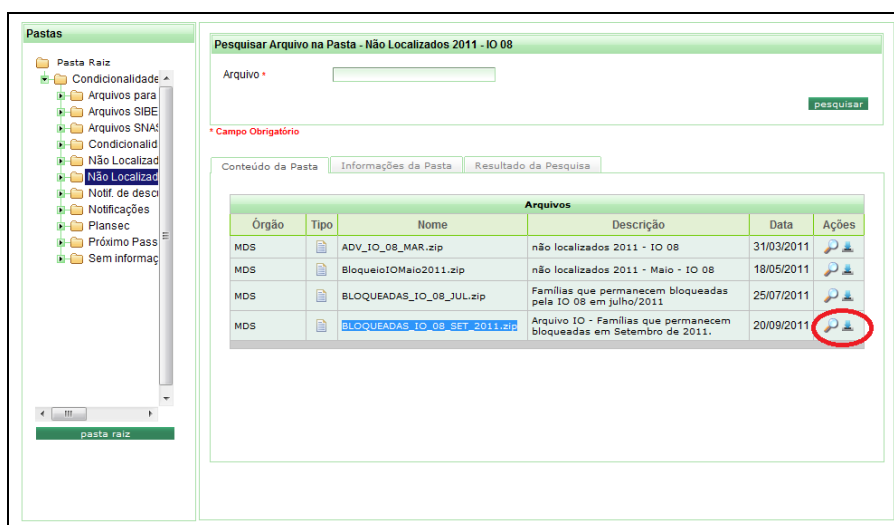 Pastas
Pasta Raiz
Condicionalidade
Arquivos para
Arquivos SIBE
Arquivos SNAS
Condicionalid
Não Localizad
Não Localizad
Notif. de descu
Notificações
Plansec
Próximo Pass
Sem informaç
pasta raiz
Pesquisar Arquivo na Pasta - Não Localizados 2011 - IO 08
Arquivo *
pesquisar
* Campo Obrigatório
Conteúdo da Pasta Informações da Pasta Resultado da Pesquisa
Arquivos
Órgão Tipo Nome Descrição Data Ações
MDS ADV_IO_08_MAR.zip não localizados 2011 - IO 08 31/03/2011
MDS BloqueioIOMaio2011.zip não localizados 2011 - Maio - IO 08 18/05/2011
MDS BLOQUEADAS_IO_08_JUL.zip Famílias que permanecem bloqueadas 25/07/2011
pela IO 08 em julho/2011
MDS BLOQUEADAS_IO_08_SET_2011.zip Arquivo IO - Famílias que permanecem 20/09/2011
bloqueadas em Setembro de 2011.